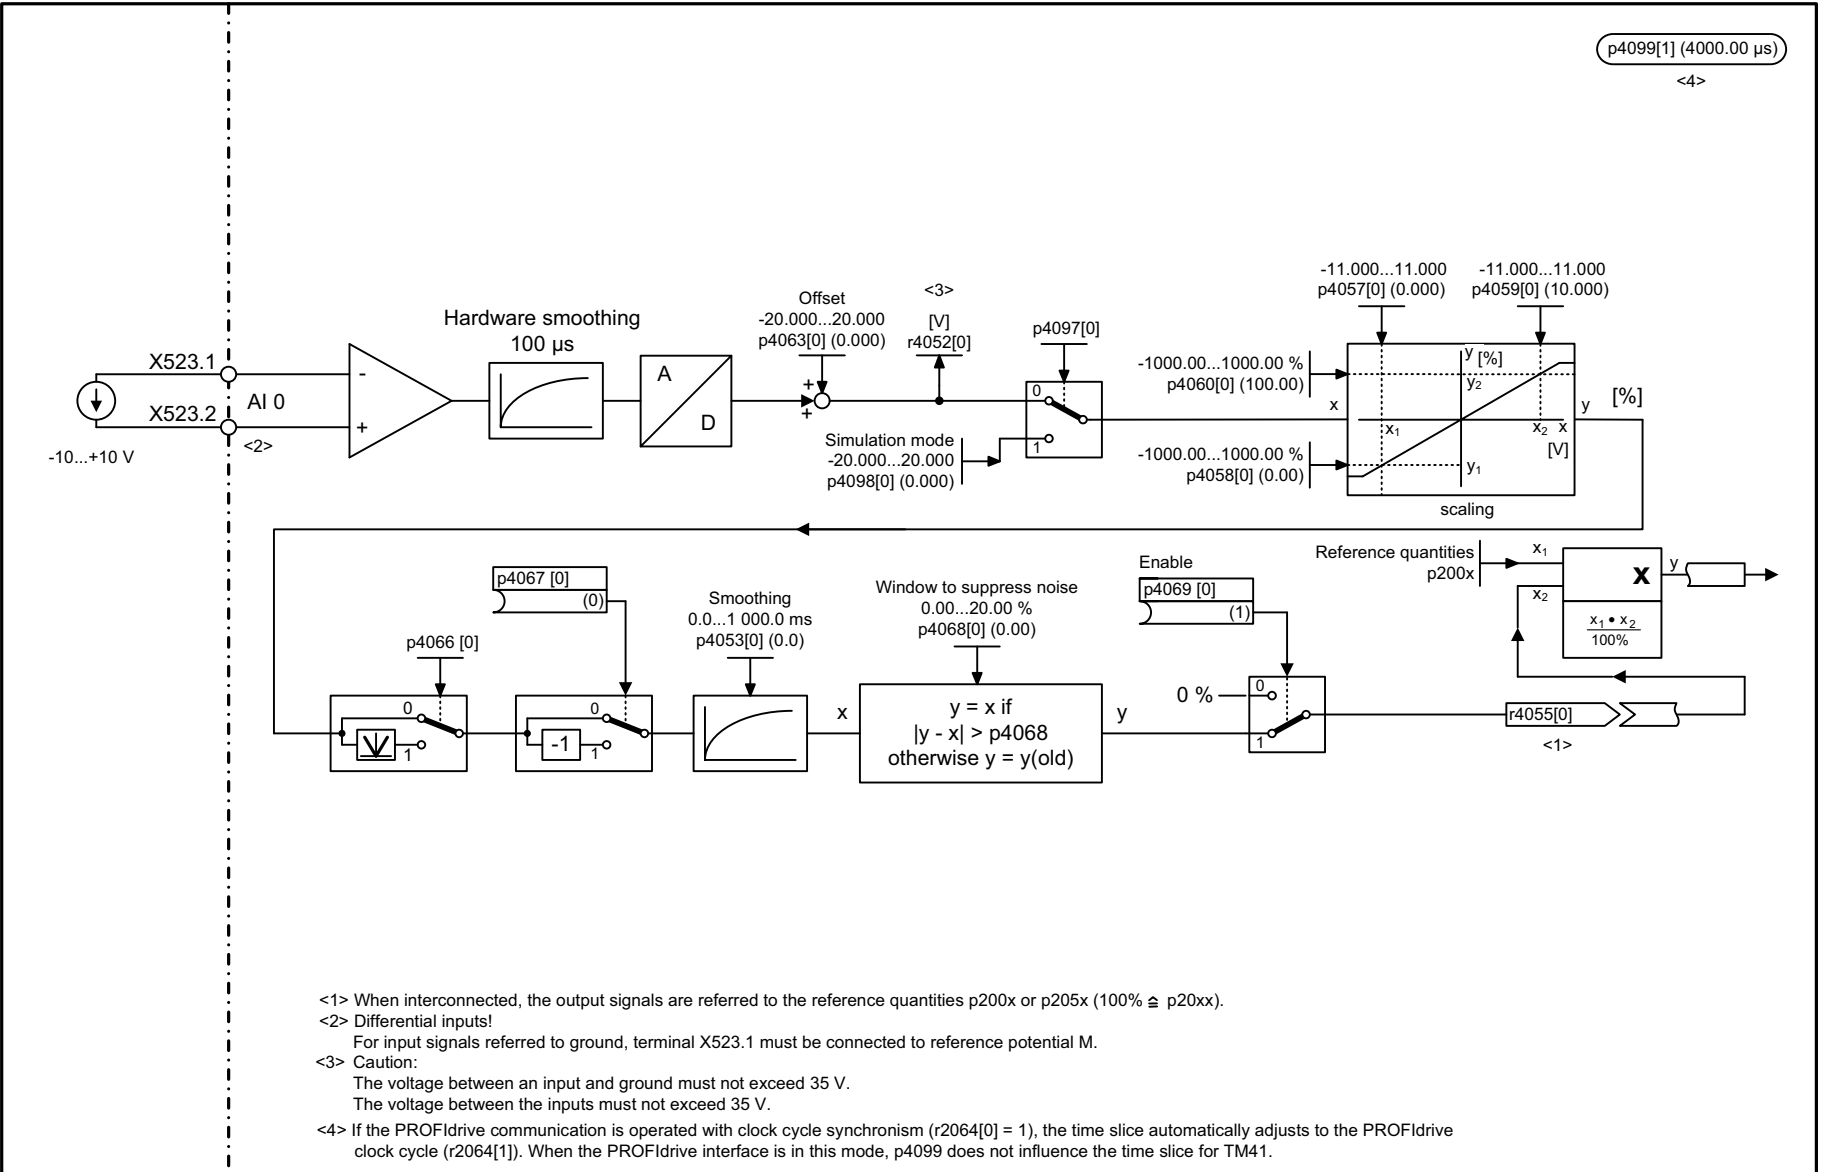 p4099[1] (4000.00 µs)
<4>
-11.000...11.000
p4057[0] (0.000)
-11.000...11.000
p4059[0] (10.000)
Offset
-20.000...20.000
p4063[0] (0.000)
<3>
[V]
r4052[0]
p4097[0]
Hardware smoothing
100 µs
X523.1
X523.2
AI 0
<2>
-10...+10 V
-
+
A
D
+
+
0
1
Simulation mode
-20.000...20.000
p4098[0] (0.000)
-1000.00...1000.00 %
p4060[0] (100.00)
x
-1000.00...1000.00 %
p4058[0] (0.00)
y [%]
y2
x1
x2 x
[V]
y1
y
[%]
scaling
Reference quantities
p200x
x1
x2
x
y
x1 • x2
100%
Enable
p4069 [0]
(1)
p4067 [0]
(0)
Smoothing
0.0...1 000.0 ms
p4053[0] (0.0)
Window to suppress noise
0.00...20.00 %
p4068[0] (0.00)
p4066 [0]
0
1
0
-1
1
x
y = x if
|y - x| > p4068
otherwise y = y(old)
y
0 %
0
1
r4055[0]
<1>
<1> When interconnected, the output signals are referred to the reference quantities p200x or p205x (100% ≙ p20xx).
<2> Differential inputs!
For input signals referred to ground, terminal X523.1 must be connected to reference potential M.
<3> Caution:
The voltage between an input and ground must not exceed 35 V.
The voltage between the inputs must not exceed 35 V.
<4> If the PROFIdrive communication is operated with clock cycle synchronism (r2064[0] = 1), the time slice automatically adjusts to the PROFIdrive
clock cycle (r2064[1]). When the PROFIdrive interface is in this mode, p4099 does not influence the time slice for TM41.